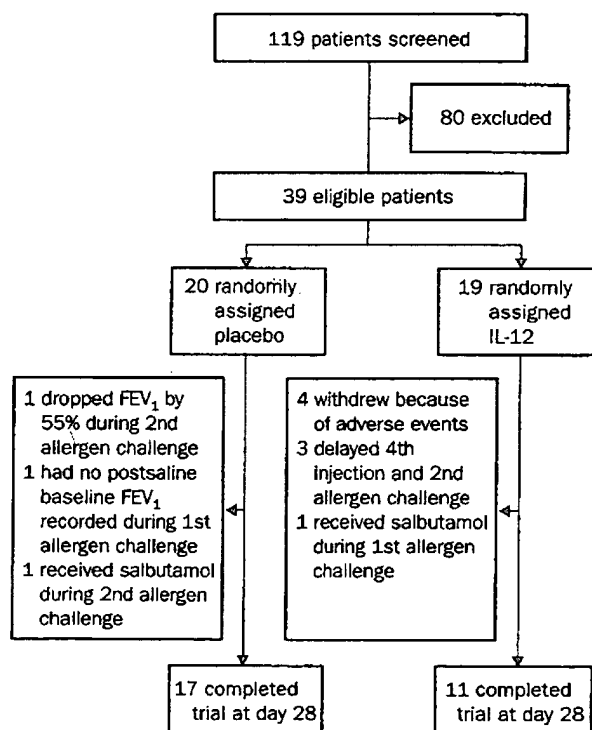 119 patients screened
80 excluded
39 eligible patients
20 randomly
assigned
placebo
19 randomly
assigned
IL-12
1 dropped FEV₁ by
55% during 2nd
allergen challenge
1 had no postsaline
baseline FEV₁
recorded during 1st
allergen challenge
1 received salbutamol
during 2nd allergen
challenge
4 withdrew because
of adverse events
3 delayed 4th
injection and 2nd
allergen challenge
1 received salbutamol
during 1st allergen
challenge
17 completed
trial at day 28
11 completed
trial at day 28